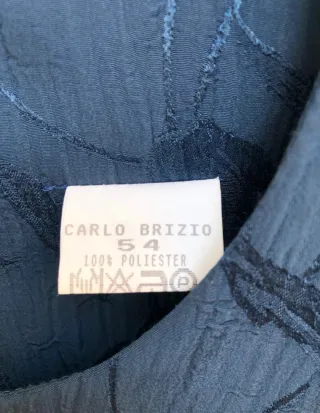 CARLO BRIZIO
54
100% POLIESTER